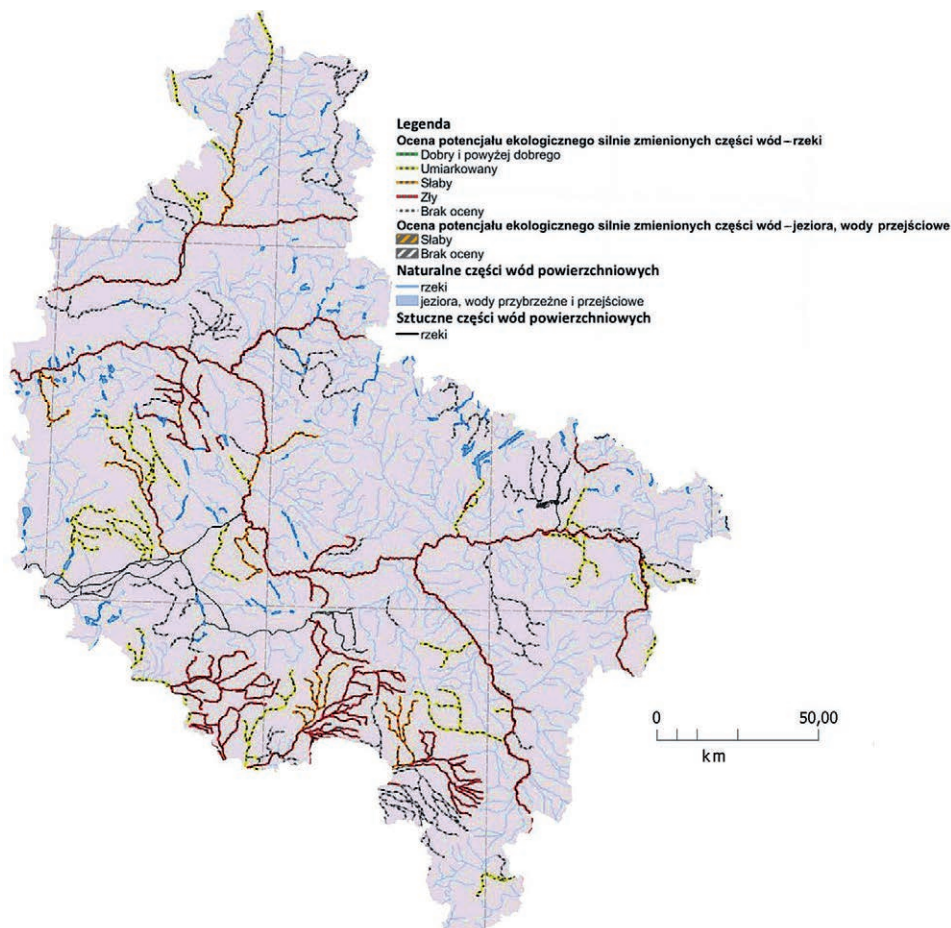 Legenda
Ocena potencjału ekologicznego silnie zmienionych części wód – rzeki
Dobry i powyżej dobrego
Umiarkowany
Słaby
Zły
Brak oceny
Ocena potencjału ekologicznego silnie zmienionych części wód – jeziora, wody przejściowe
Słaby
Brak oceny
Naturalne części wód powierzchniowych
rzeki
jeziora, wody przybrzeżne i przejściowe
Sztuczne części wód powierzchniowych
rzeki
0 50,00
km